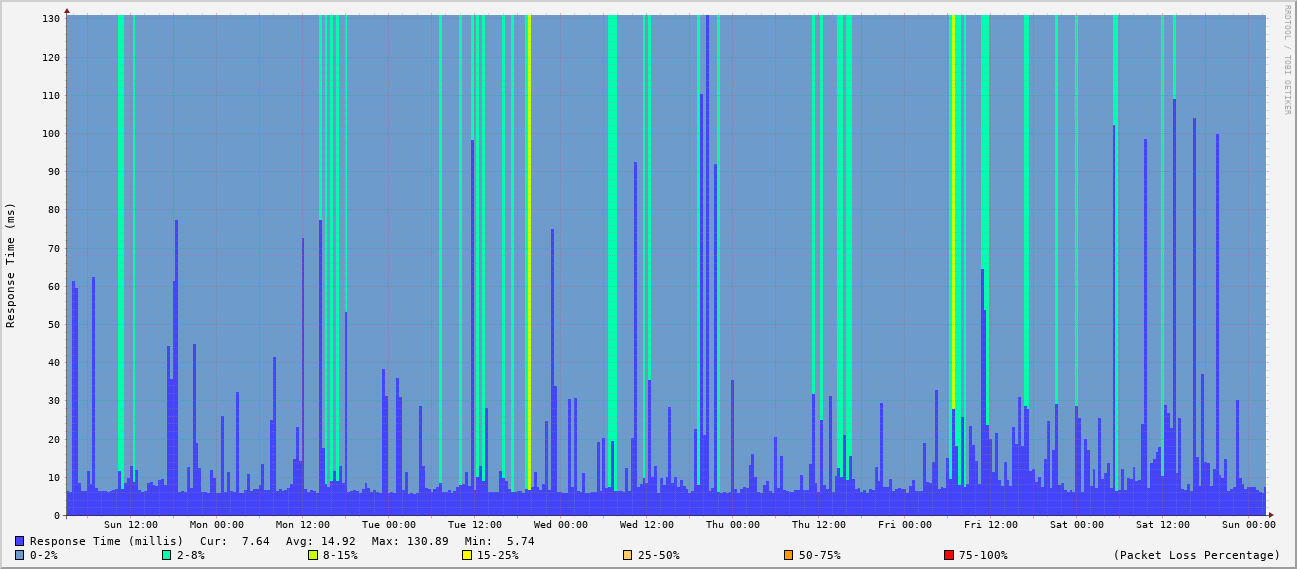 RRDTOOL / TOBI OETIKER
Response Time (ms)
130
120
110
100
90
80
70
60
50
40
30
20
10
0
Sun 12:00 Mon 00:00 Mon 12:00 Tue 00:00 Tue 12:00 Wed 00:00 Wed 12:00 Thu 00:00 Thu 12:00 Fri 00:00 Fri 12:00 Sat 00:00 Sat 12:00 Sun 00:00
Response Time (millis) Cur: 7.64 Avg: 14.92 Max: 130.89 Min: 5.74
0-2% 2-8% 8-15% 15-25% 25-50% 50-75% 75-100% (Packet Loss Percentage)